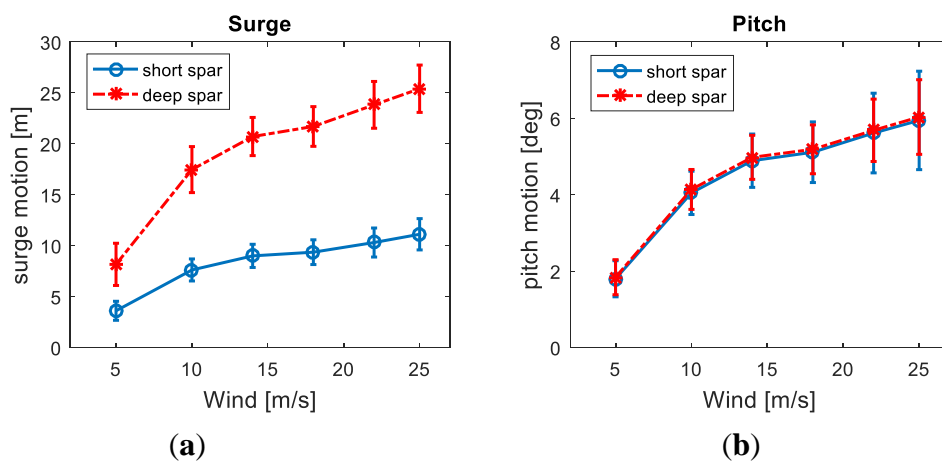 Surge
30
25
20
15
10
5
0
surge motion [m]
short spar
deep spar
5 10 15 20 25
Wind [m/s]
(a)
Pitch
8
6
4
2
0
pitch motion [deg]
short spar
deep spar
5 10 15 20 25
Wind [m/s]
(b)